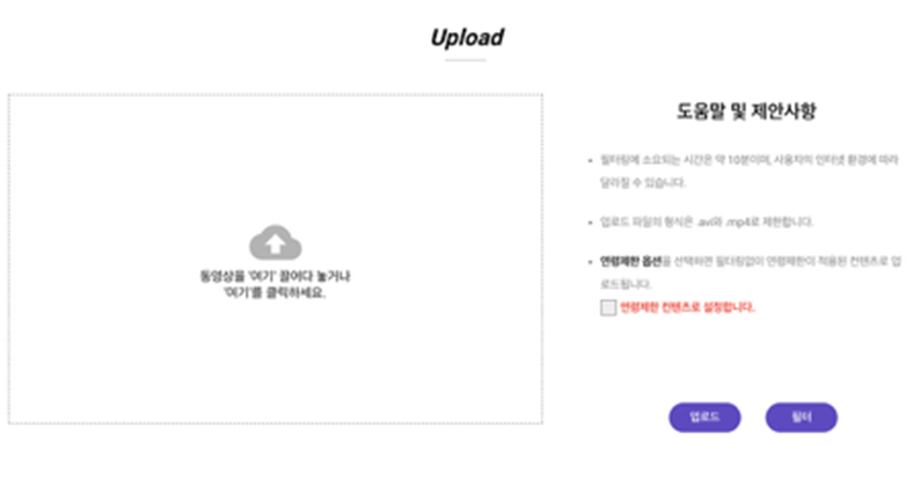 Upload
동영상을 '여기' 끌어다 놓거나
'여기'를 클릭하세요.
도움말 및 제안사항
필터링에 소요되는 시간은 약 10분이며, 사용자의 인터넷 환경에 따라
달라질 수 있습니다.
업로드 파일의 형식은 .avi와 .mp4로 제한합니다.
연령제한 옵션을 선택하면 필터링없이 연령제한이 적용된 컨텐츠로 업
로드됩니다.
연령제한 컨텐츠로 설정합니다.
업로드
필터